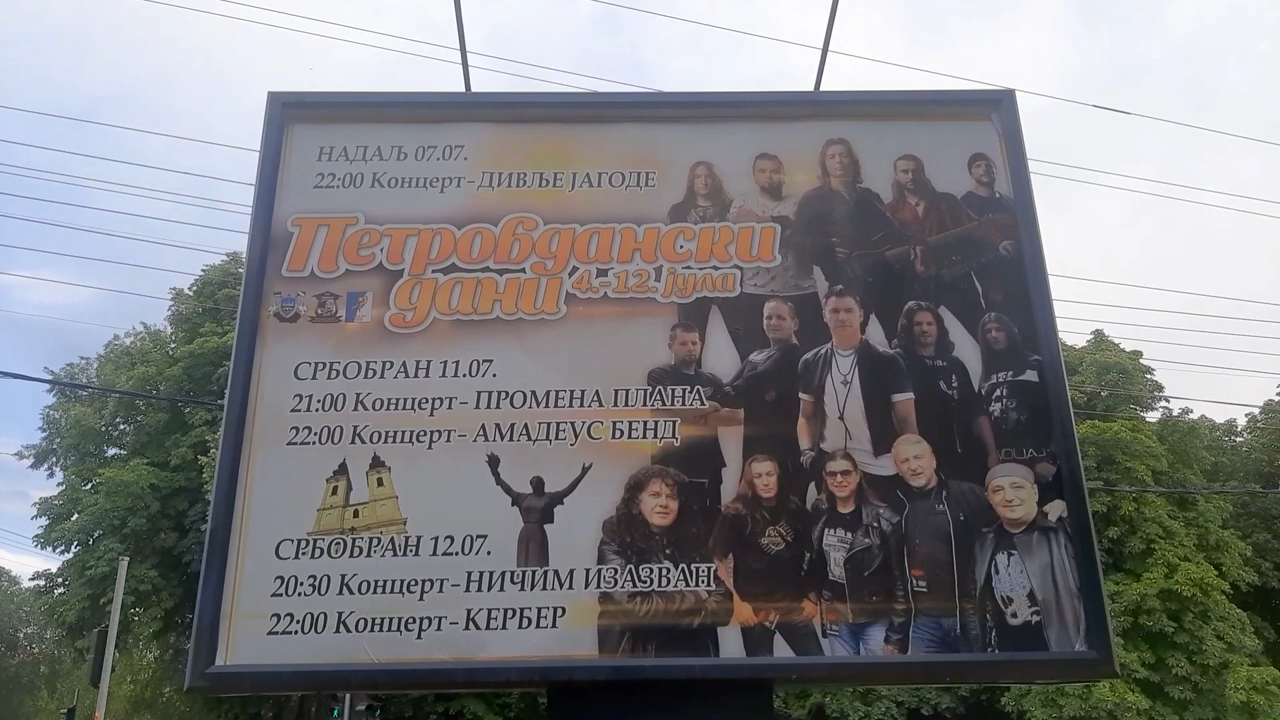 НАДАЉ 07.07.
22:00 Концерт-ДИВЉЕ ЈАГОДЕ
Петровдански
дани 4.-12. јула
СРБОБРАН 11.07.
21:00 Концерт-ПРОМЕНА ПЛАНА
22:00 Концерт-АМАДЕУС БЕНД
СРБОБРАН 12.07.
20:30 Концерт-НИЧИМ ИЗАЗВАН
22:00 Концерт-КЕРБЕР